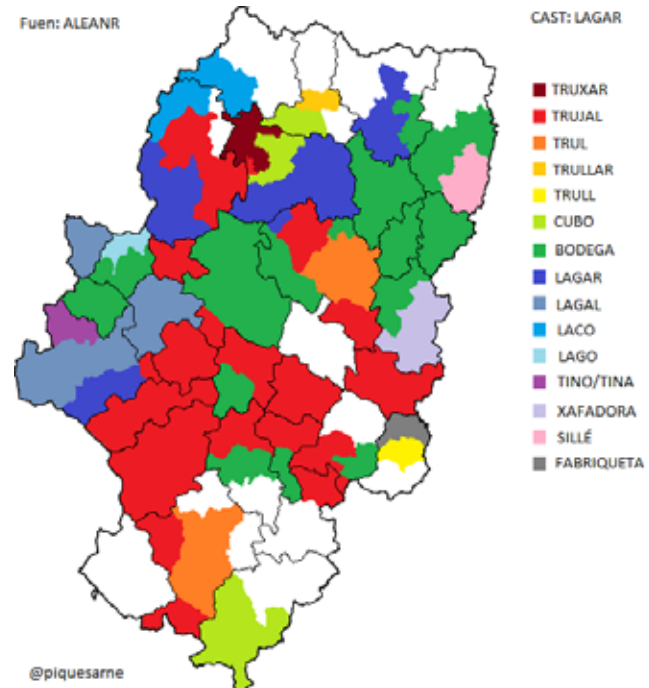 Fuen: ALEANR
CAST: LAGAR
TRUXAR
TRUJAL
TRUL
TRULLAR
TRULL
CUBO
BODEGA
LAGAR
LAGAL
LACO
LAGO
TINO/TINA
XAFADORA
SILLÉ
FABRIQUETA
@piquesarne